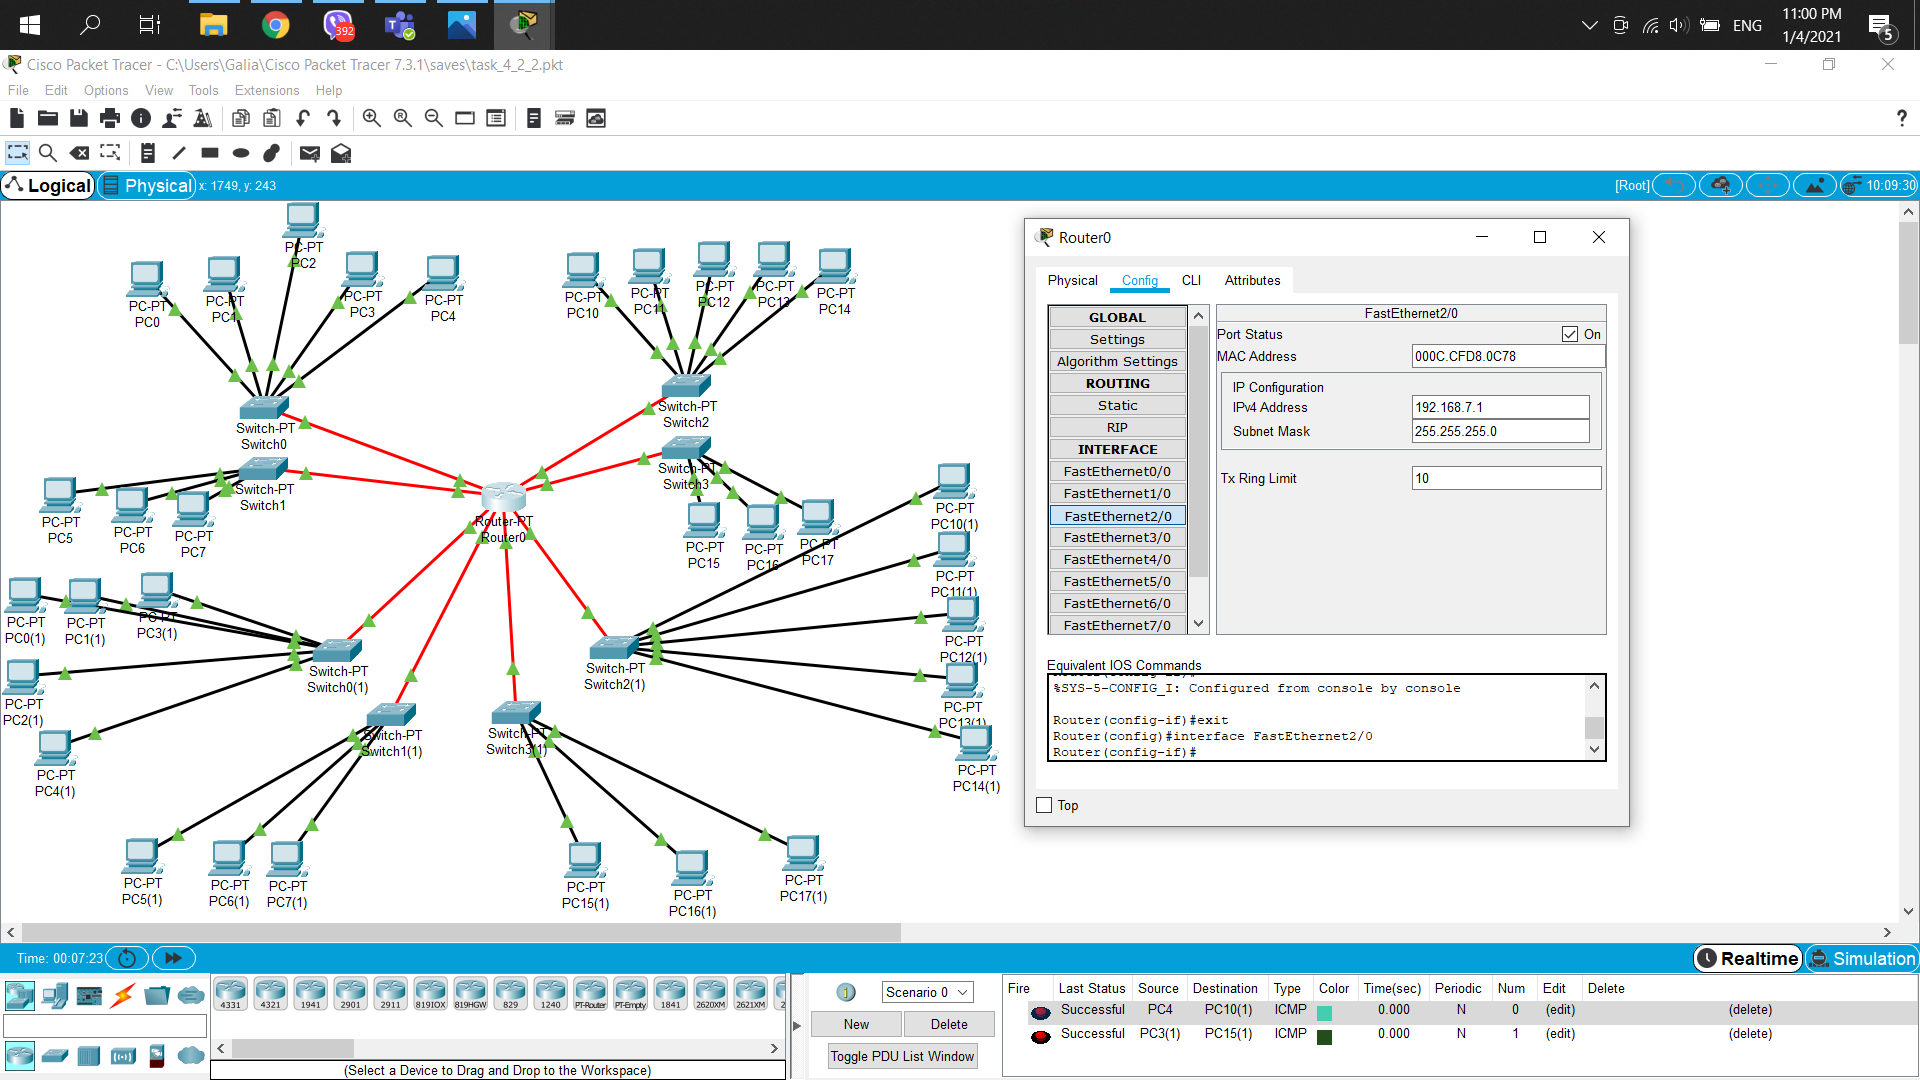 392
ENG
11:00 PM
1/4/2021
5
Cisco Packet Tracer - C:\Users\Galia\Cisco Packet Tracer 7.3.1\saves\task_4_2_2.pkt
File Edit Options View Tools Extensions Help
Logical Physical x: 1749, y: 243
[Root] 10:09:30
PC-PT
PC2
PC-PT
PC0
PC-PT
PC1
PC-PT
PC3
PC-PT
PC4
PC-PT
PC10
PC-PT
PC11
PC-PT
PC12
PC-PT
PC13
PC-PT
PC14
Switch-PT
Switch0
Switch-PT
Switch2
Switch-PT
Switch1
Switch-PT
Switch3
PC-PT
PC5
PC-PT
PC6
PC-PT
PC7
Router-PT
Router0
PC-PT
PC15
PC-PT
PC16
PC-PT
PC17
PC-PT
PC10(1)
PC-PT
PC11(1)
PC-PT
PC12(1)
PC-PT
PC13(1)
PC-PT
PC14(1)
PC-PT
PC0(1)
PC-PT
PC1(1)
PC-PT
PC3(1)
PC-PT
PC2(1)
PC-PT
PC4(1)
Switch-PT
Switch0(1)
Switch-PT
Switch2(1)
Switch-PT
Switch1(1)
Switch-PT
Switch3(1)
PC-PT
PC5(1)
PC-PT
PC6(1)
PC-PT
PC7(1)
PC-PT
PC15(1)
PC-PT
PC16(1)
PC-PT
PC17(1)
Router0
Physical Config CLI Attributes
GLOBAL
Settings
Algorithm Settings
ROUTING
Static
RIP
INTERFACE
FastEthernet0/0
FastEthernet1/0
FastEthernet2/0
FastEthernet3/0
FastEthernet4/0
FastEthernet5/0
FastEthernet6/0
FastEthernet7/0
FastEthernet2/0
Port Status On
MAC Address 000C.CFD8.0C78
IP Configuration
IPv4 Address 192.168.7.1
Subnet Mask 255.255.255.0
Tx Ring Limit 10
Equivalent IOS Commands
Router(config-if)#
%SYS-5-CONFIG_I: Configured from console by console
Router(config-if)#exit
Router(config)#interface FastEthernet2/0
Router(config-if)#
Top
Time: 00:07:23
Realtime Simulation
4331 4321 1941 2901 2911 819IOX 819HGW 829 1240 PT-Router PT-Empty 1841 2620XM 2621XM 2
(Select a Device to Drag and Drop to the Workspace)
Scenario 0
New Delete
Toggle PDU List Window
Fire Last Status Source Destination Type Color Time(sec) Periodic Num Edit Delete
Successful PC4 PC10(1) ICMP 0.000 N 0 (edit) (delete)
Successful PC3(1) PC15(1) ICMP 0.000 N 1 (edit) (delete)